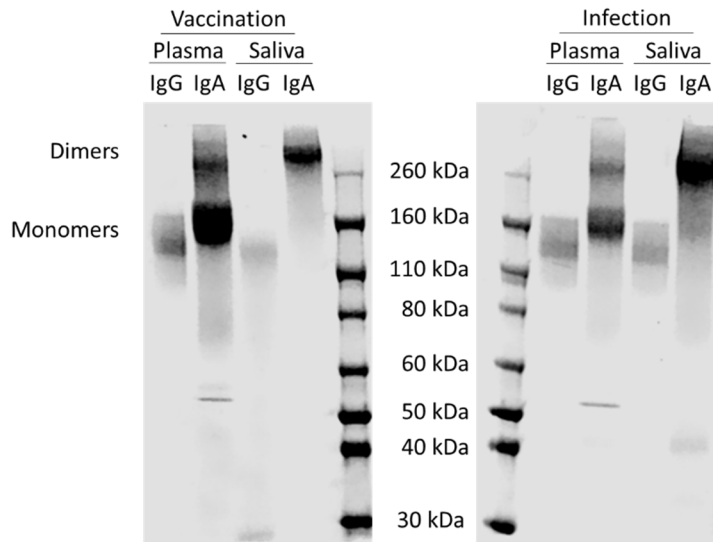 Vaccination
Plasma Saliva
IgG IgA IgG IgA
Infection
Plasma Saliva
IgG IgA IgG IgA
Dimers
Monomers
260 kDa
160 kDa
110 kDa
80 kDa
60 kDa
50 kDa
40 kDa
30 kDa